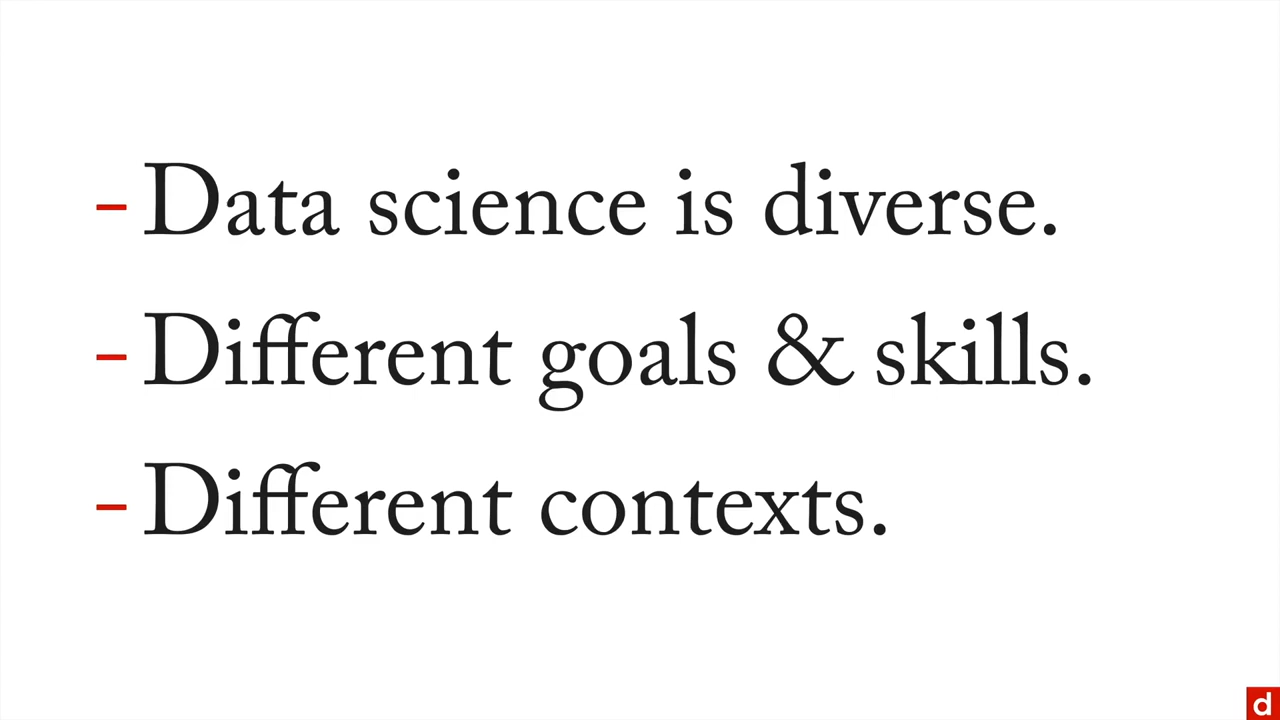 - Data science is diverse.
- Different goals & skills.
- Different contexts.
d